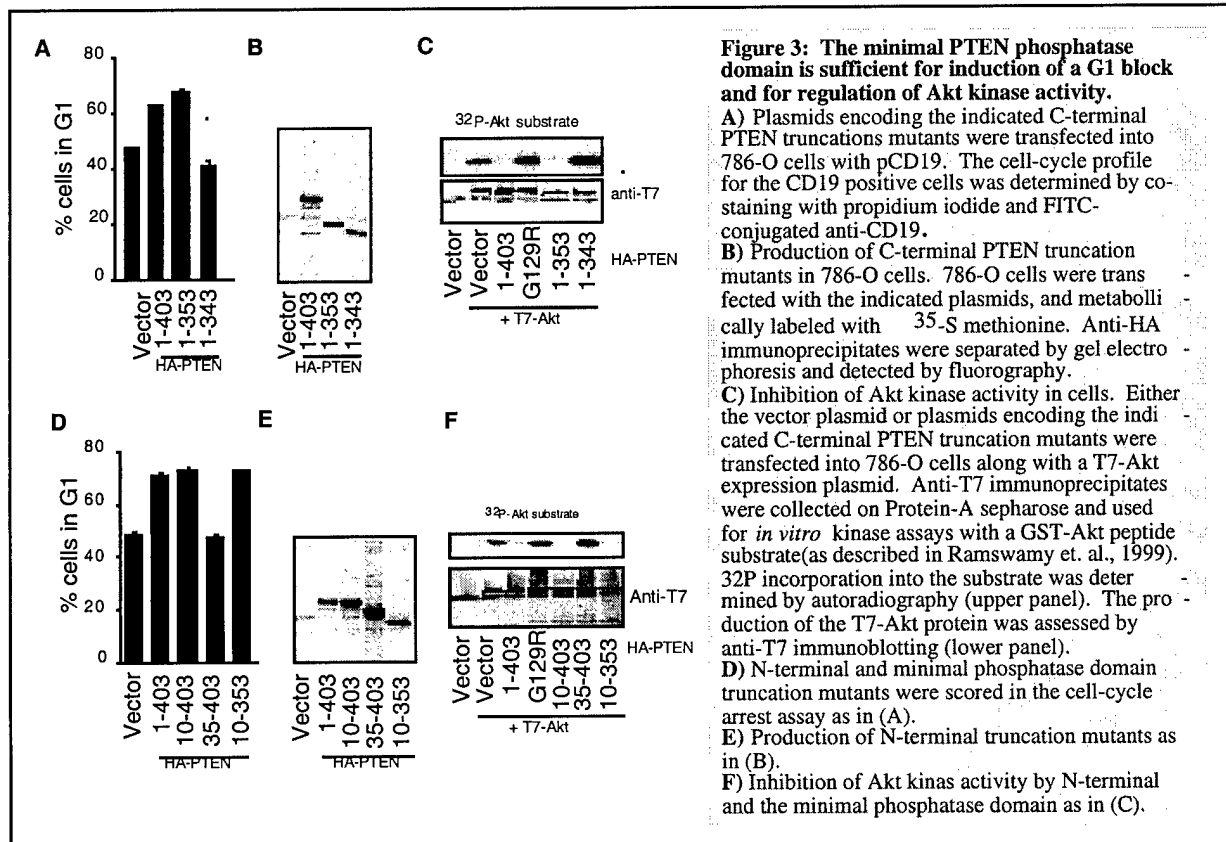 A
B
C
80
60
40
20
0
% cells in G1
Vector
1-403
1-353
1-343
HA-PTEN
Vector
1-403
1-353
1-343
HA-PTEN
32P-Akt substrate
anti-T7
Vector
Vector
1-403
G129R
1-353
1-343
HA-PTEN
+ T7-Akt
D
E
F
80
60
40
20
0
% cells in G1
Vector
1-403
10-403
35-403
10-353
HA-PTEN
Vector
1-403
10-403
35-403
10-353
HA-PTEN
32P-Akt substrate
Anti-T7
Vector
Vector
1-403
G129R
10-403
35-403
10-353
HA-PTEN
+ T7-Akt
Figure 3: The minimal PTEN phosphatase
domain is sufficient for induction of a G1 block
and for regulation of Akt kinase activity.
A) Plasmids encoding the indicated C-terminal
PTEN truncations mutants were transfected into
786-O cells with pCD19. The cell-cycle profile
for the CD19 positive cells was determined by co-
staining with propidium iodide and FITC-
conjugated anti-CD19.
B) Production of C-terminal PTEN truncation
mutants in 786-O cells. 786-O cells were trans -
fected with the indicated plasmids, and metabolli -
cally labeled with 35-S methionine. Anti-HA
immunoprecipitates were separated by gel electro -
phoresis and detected by fluorography.
C) Inhibition of Akt kinase activity in cells. Either
the vector plasmid or plasmids encoding the indi -
cated C-terminal PTEN truncation mutants were
transfected into 786-O cells along with a T7-Akt
expression plasmid. Anti-T7 immunoprecipitates
were collected on Protein-A sepharose and used
for in vitro kinase assays with a GST-Akt peptide
substrate(as described in Ramswamy et. al., 1999).
32P incorporation into the substrate was deter -
mined by autoradiography (upper panel). The pro -
duction of the T7-Akt protein was assessed by
anti-T7 immunoblotting (lower panel).
D) N-terminal and minimal phosphatase domain
truncation mutants were scored in the cell-cycle
arrest assay as in (A).
E) Production of N-terminal truncation mutants as
in (B).
F) Inhibition of Akt kinas activity by N-terminal
and the minimal phosphatase domain as in (C).